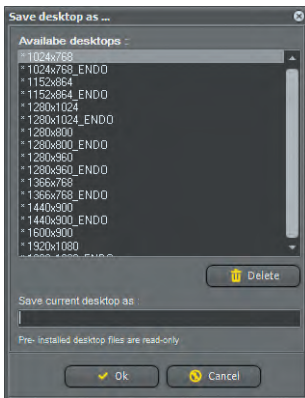 Save desktop as ...
Availabe desktops :
* 1024x768
* 1024x768_ENDO
* 1152x864
* 1152x864_ENDO
* 1280x1024
* 1280x1024_ENDO
* 1280x800
* 1280x800_ENDO
* 1280x960
* 1280x960_ENDO
* 1366x768
* 1366x768_ENDO
* 1440x900
* 1440x900_ENDO
* 1600x900
* 1920x1080
Delete
Save current desktop as :
Pre- installed desktop files are read-only
Ok
Cancel